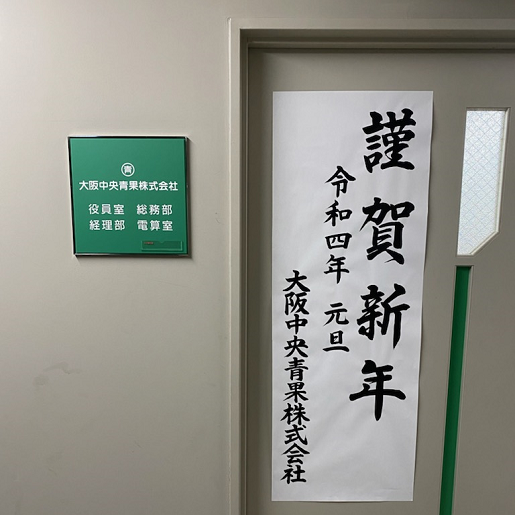 青
大阪中央青果株式会社
役員室 総務部
経理部 電算室
謹賀新年
令和四年 元旦
大阪中央青果株式会社